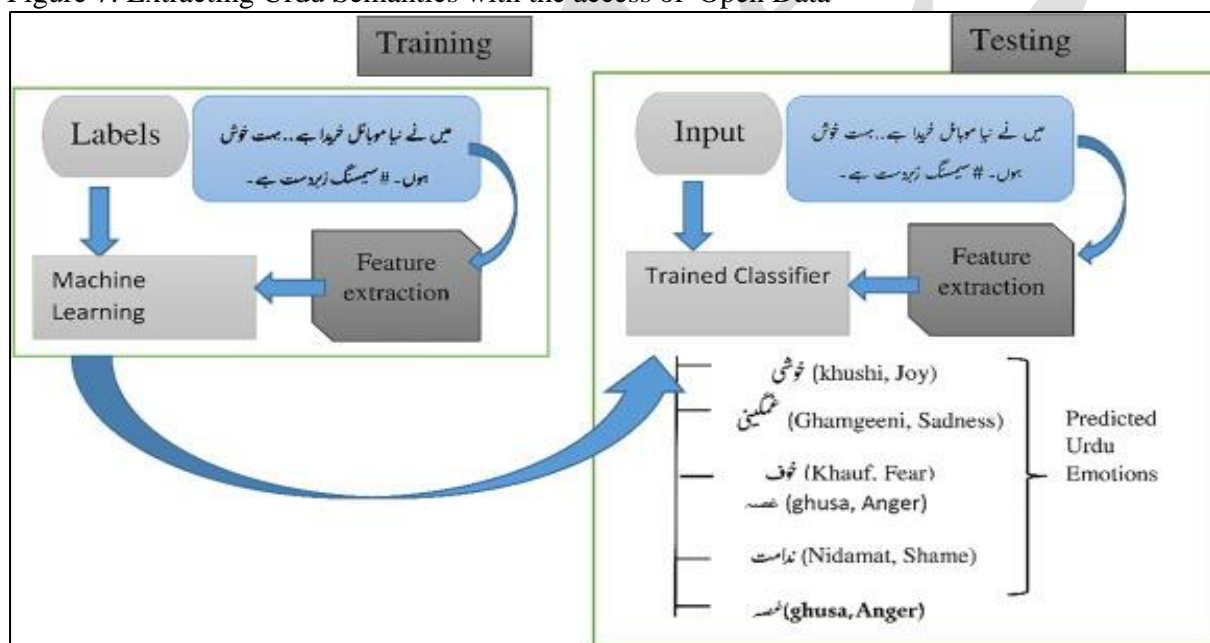 Figure 7: Extracting Urdu Semantics with the access of Open Data
Training
Labels
میں نے نیا موبائل خریدا ہے..بہت خوش
ہوں۔ # سیمسنگ زبردست ہے۔
Machine
Learning
Feature
extraction
Testing
Input
میں نے نیا موبائل خریدا ہے..بہت خوش
ہوں۔ # سیمسنگ زبردست ہے۔
Trained Classifier
Feature
extraction
خوشی (khushi, Joy)
غمگینی (Ghamgeeni, Sadness)
خوف (Khauf. Fear)
غصہ (ghusa, Anger)
ندامت (Nidamat, Shame)
غصہ (ghusa, Anger)
Predicted
Urdu
Emotions